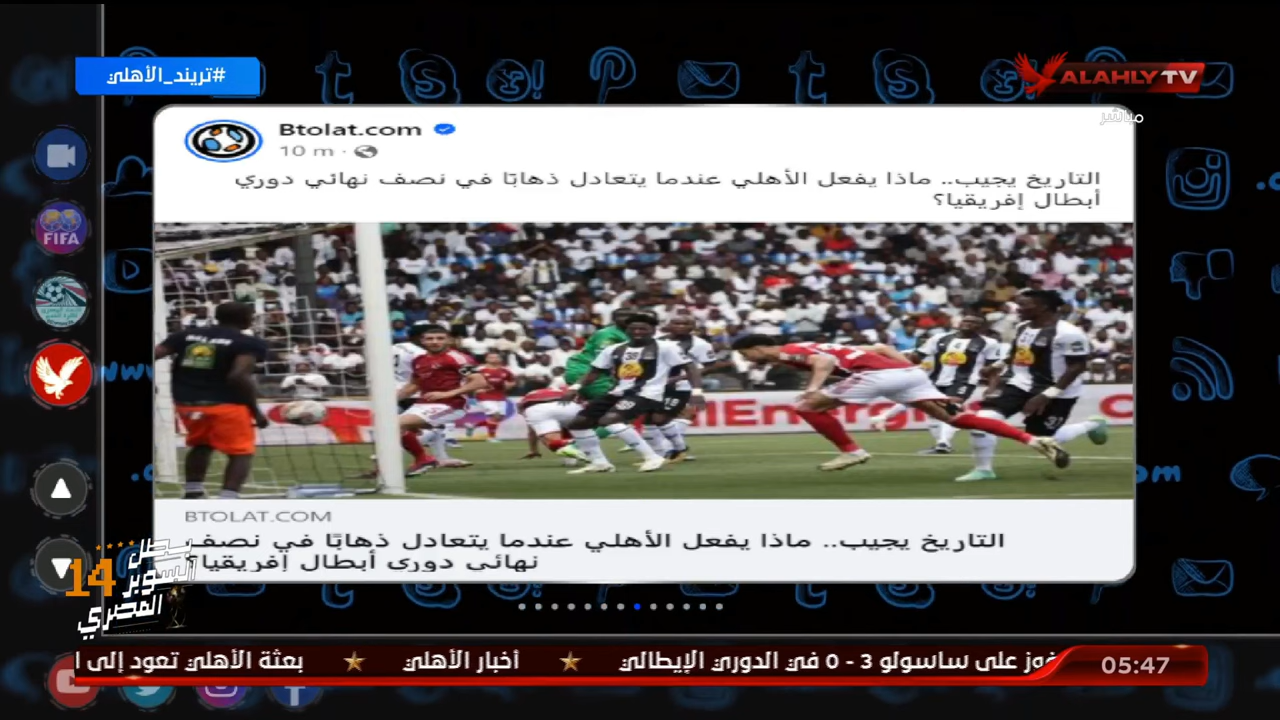 #تريند_الأهلي
ALAHLY TV
مباشر
Btolat.com
10 m
التاريخ يجيب.. ماذا يفعل الأهلي عندما يتعادل ذهابًا في نصف نهائي دوري
أبطال إفريقيا؟
FIFA
BTOLAT.COM
التاريخ يجيب.. ماذا يفعل الأهلي عندما يتعادل ذهابًا في نصف
نهائي دوري أبطال إفريقيا؟
بطل
السوبر 14
المصري
فوز على ساسولو 3 - 0 في الدوري الإيطالي ★ أخبار الأهلي ★ بعثة الأهلي تعود إلى ا
05:47